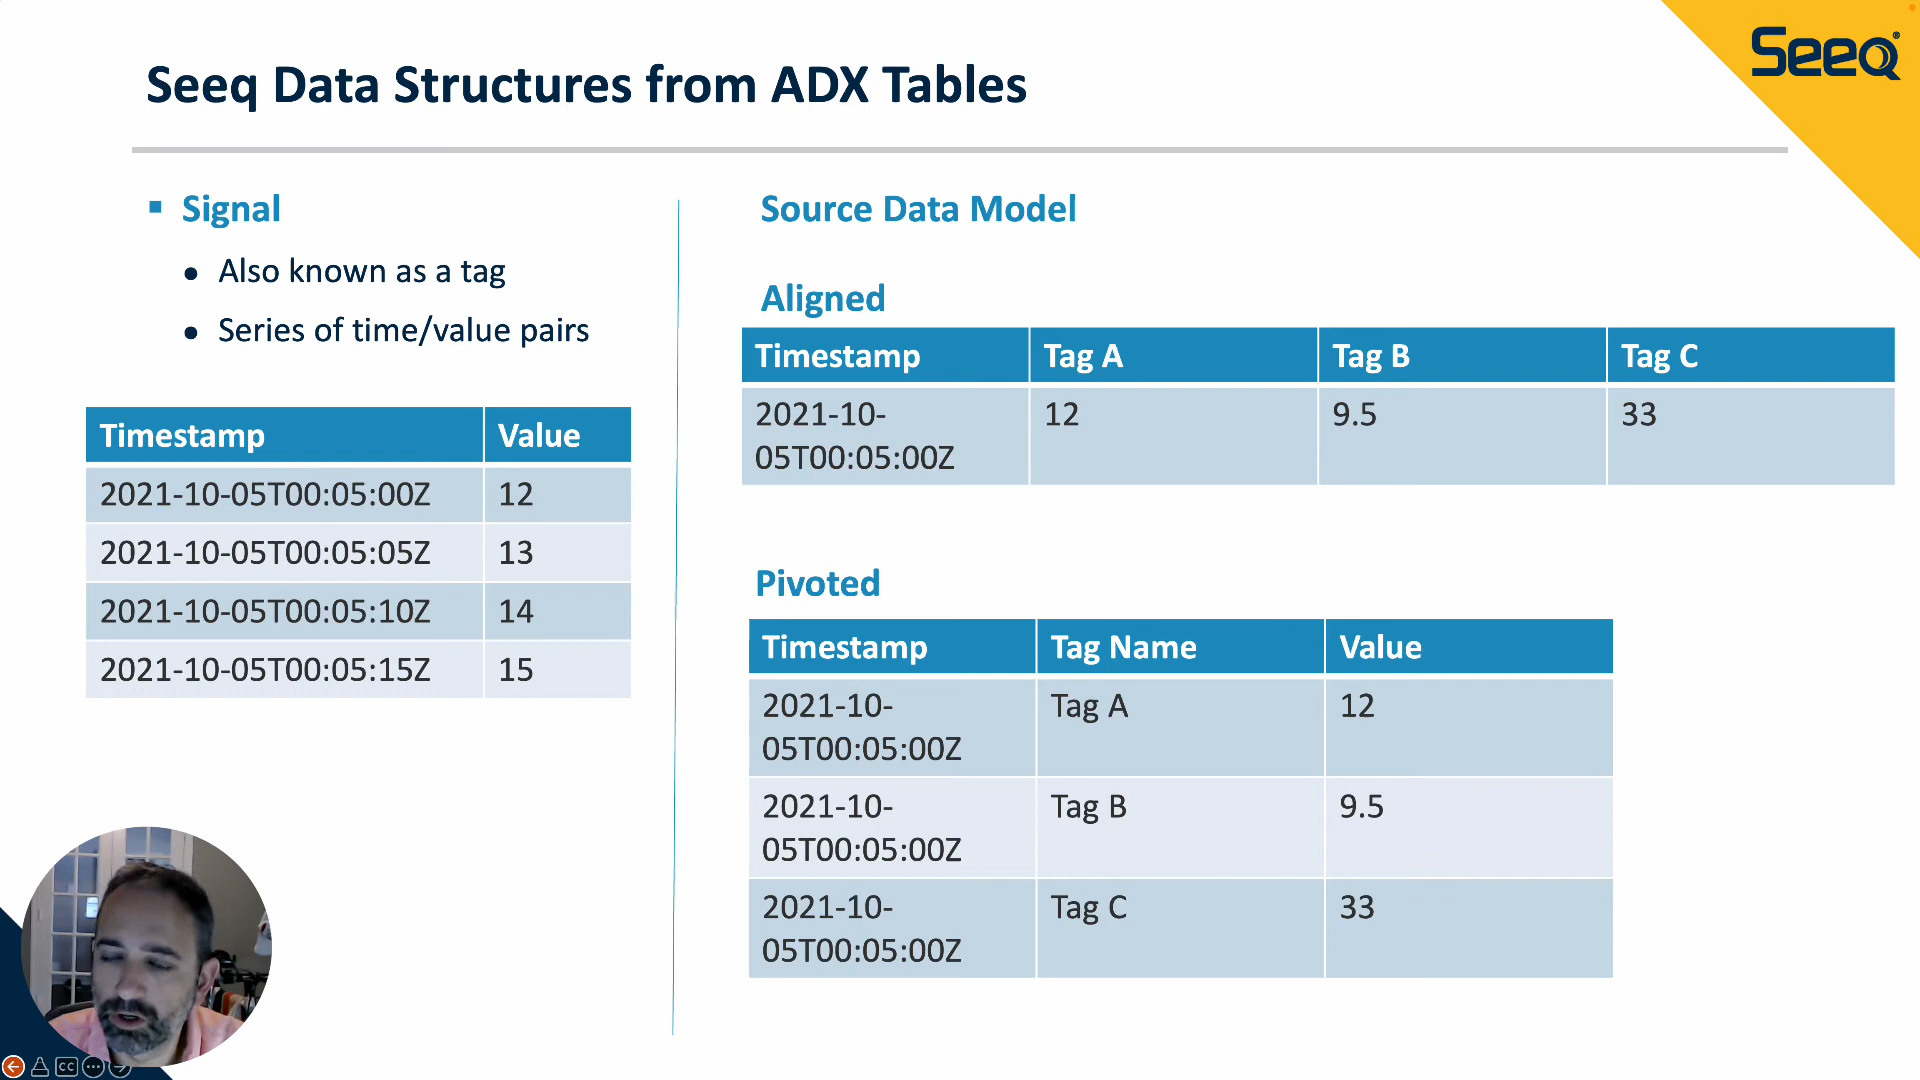 Seeq®
Seeq Data Structures from ADX Tables
▪ Signal
• Also known as a tag
• Series of time/value pairs
Timestamp Value
2021-10-05T00:05:00Z 12
2021-10-05T00:05:05Z 13
2021-10-05T00:05:10Z 14
2021-10-05T00:05:15Z 15
Source Data Model
Aligned
Timestamp Tag A Tag B Tag C
2021-10- 12 9.5 33
05T00:05:00Z
Pivoted
Timestamp Tag Name Value
2021-10- Tag A 12
05T00:05:00Z
2021-10- Tag B 9.5
05T00:05:00Z
2021-10- Tag C 33
05T00:05:00Z
CC